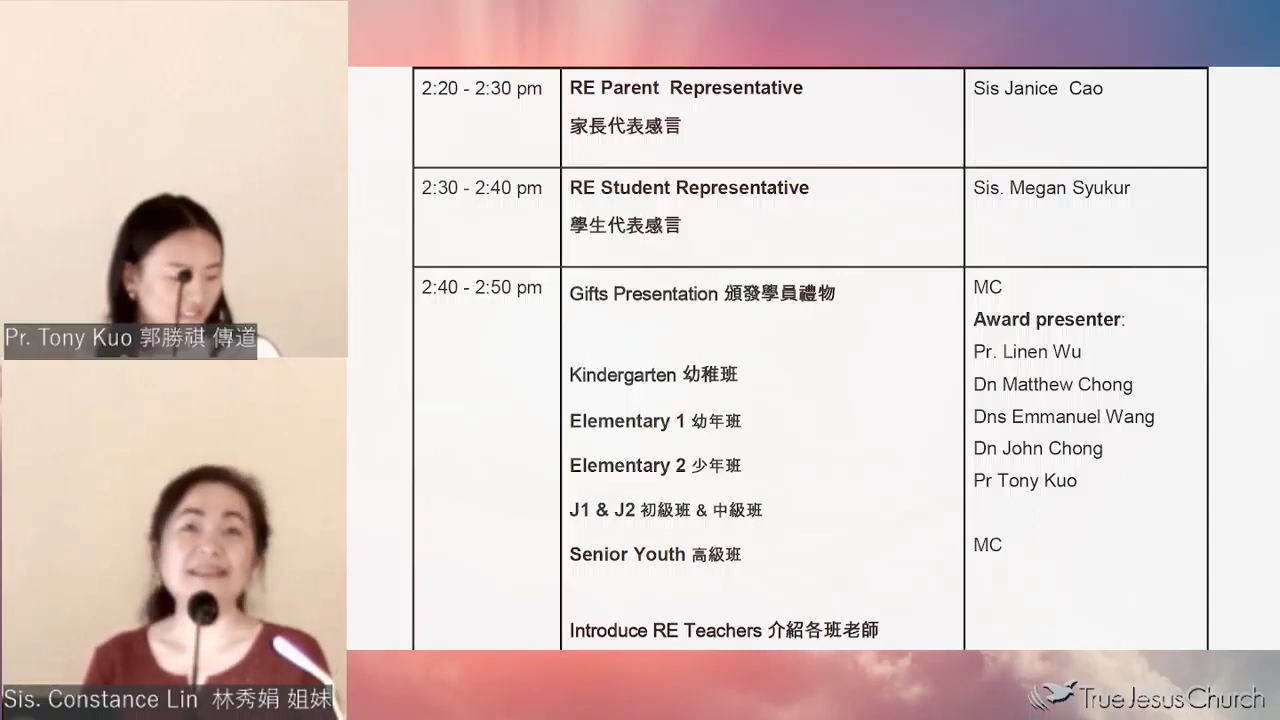 Pr. Tony Kuo 郭勝祺 傳道
Sis. Constance Lin 林秀娟 姐妹
2:20 - 2:30 pm
RE Parent Representative
家長代表感言
Sis Janice Cao
2:30 - 2:40 pm
RE Student Representative
學生代表感言
Sis. Megan Syukur
2:40 - 2:50 pm
Gifts Presentation 頒發學員禮物
Kindergarten 幼稚班
Elementary 1 幼年班
Elementary 2 少年班
J1 & J2 初級班 & 中級班
Senior Youth 高級班
Introduce RE Teachers 介紹各班老師
MC
Award presenter:
Pr. Linen Wu
Dn Matthew Chong
Dns Emmanuel Wang
Dn John Chong
Pr Tony Kuo
MC
True Jesus Church